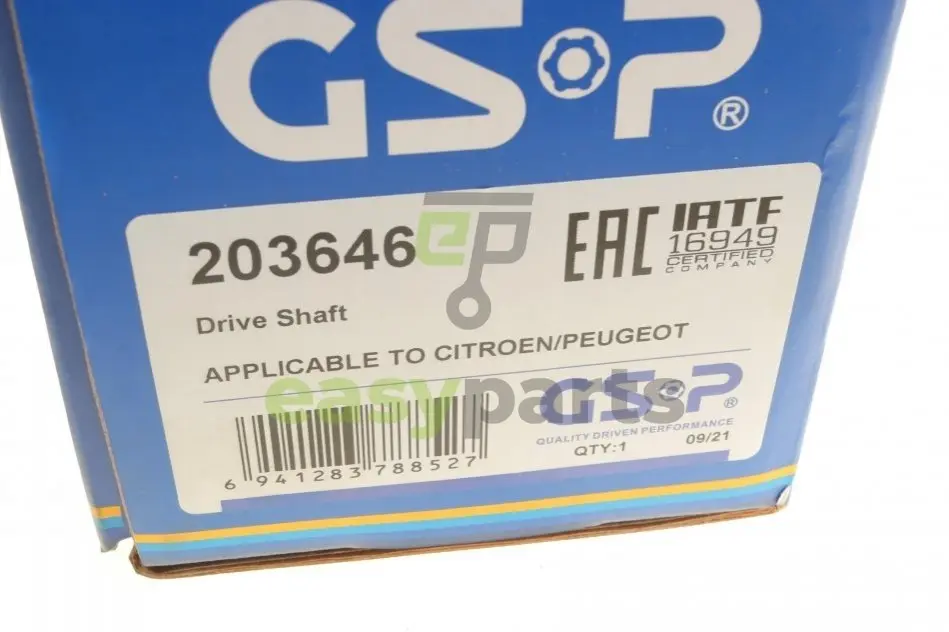 GSP®
203646
ep
EAC
IATF
16949
CERTIFIED
COMPANY
Drive Shaft
APPLICABLE TO CITROEN/PEUGEOT
easyparts
GSP®
QUALITY DRIVEN PERFORMANCE
QTY:1 09/21
6 941283 788527